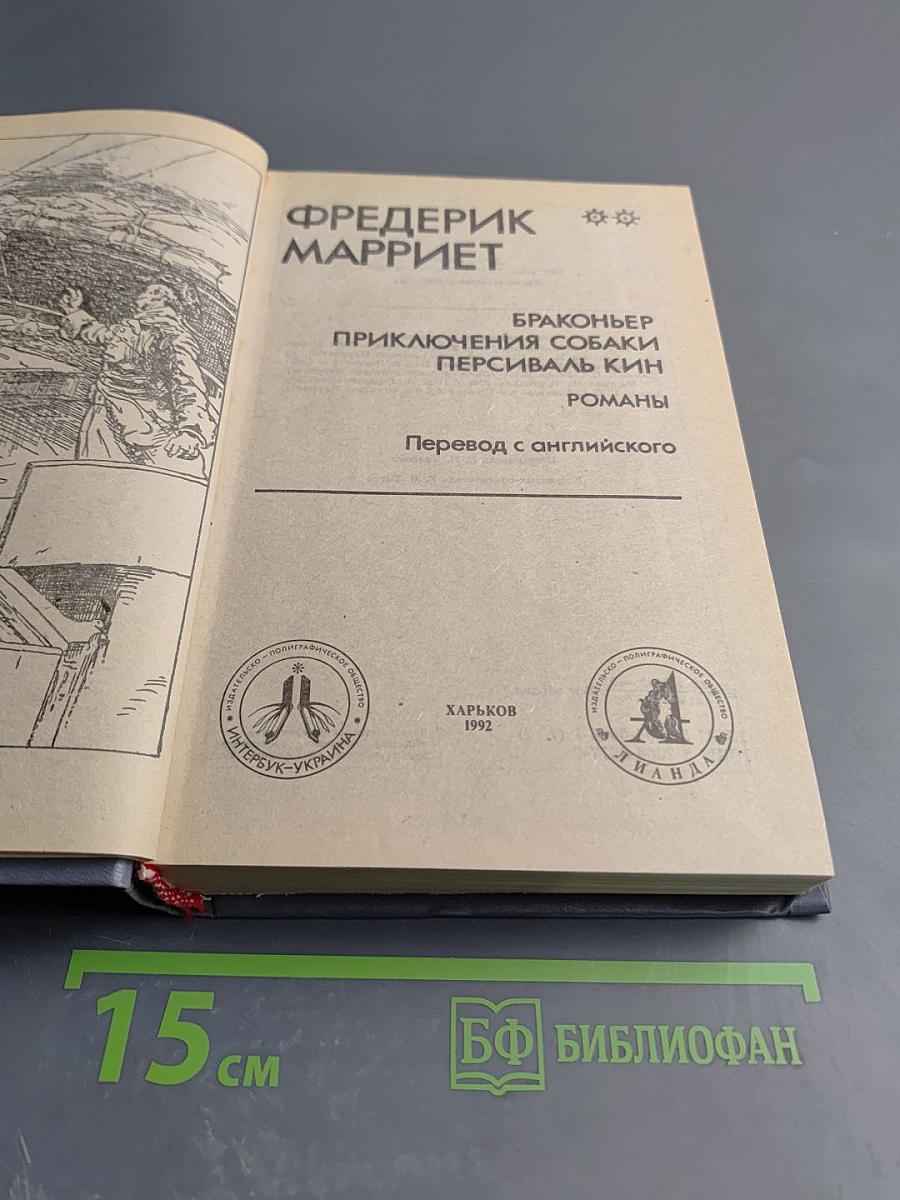 ФРЕДЕРИК
МАРРИЕТ
БРАКОНЬЕР
ПРИКЛЮЧЕНИЯ СОБАКИ
ПЕРСИВАЛЬ КИН
РОМАНЫ
Перевод с английского
ИЗДАТЕЛЬСКО-ПОЛИГРАФИЧЕСКОЕ ОБЩЕСТВО
ИНТЕРБУК-УКРАИНА
ХАРЬКОВ
1992
ИЗДАТЕЛЬСКО-ПОЛИГРАФИЧЕСКОЕ ОБЩЕСТВО
ЛИАНДА
15 см
БФ БИБЛИОФАН